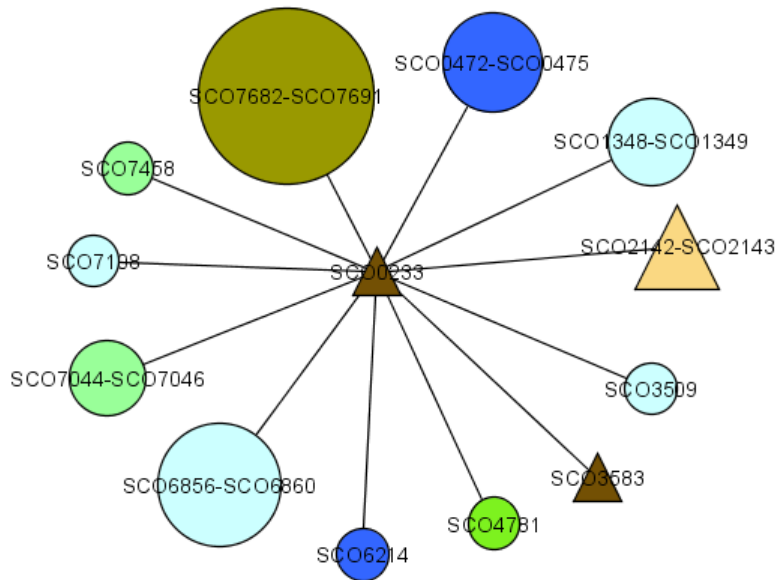 SCO0472-SCO0475
SCO7682-SCO7691
SCO1348-SCO1349
SCO7458
SCO2142-SCO2143
SCO7198
SCO0233
SCO7044-SCO7046
SCO3509
SCO3583
SCO6856-SCO6860
SCO4781
SCO6214